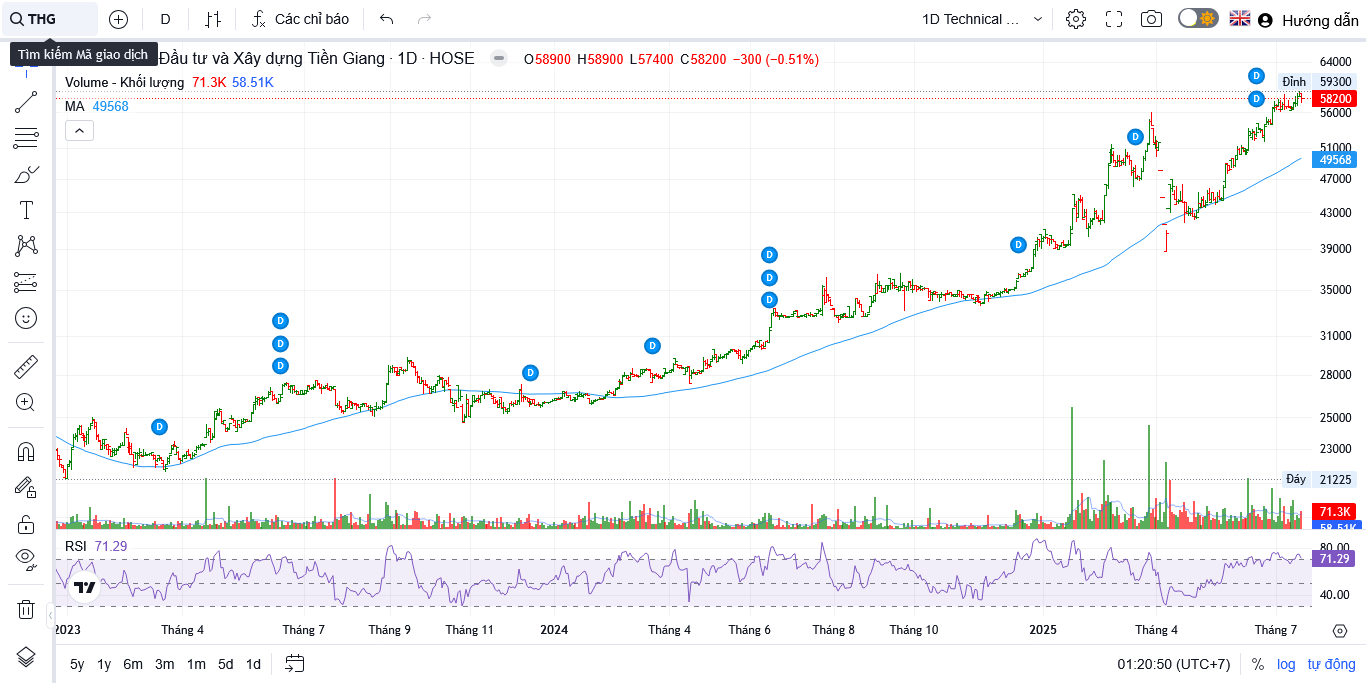 THG
D
Các chỉ báo
1D Technical ...
Hướng dẫn
Tìm kiếm Mã giao dịch
Đầu tư và Xây dựng Tiền Giang · 1D · HOSE
O58900 H58900 L57400 C58200 −300 (−0.51%)
Volume - Khối lượng 71.3K 58.51K
MA 49568
64000
Đỉnh 59300
58200
56000
51000
49568
47000
43000
39000
35000
31000
28000
25000
23000
Đáy 21225
71.3K
58.51K
D
D
D
D
D
D
D
D
D
D
D
D
D
D
RSI 71.29
80.00
71.29
40.00
2023 Tháng 4 Tháng 7 Tháng 9 Tháng 11 2024 Tháng 4 Tháng 6 Tháng 8 Tháng 10 2025 Tháng 4 Tháng 7
5y 1y 6m 3m 1m 5d 1d
01:20:50 (UTC+7) % log tự động